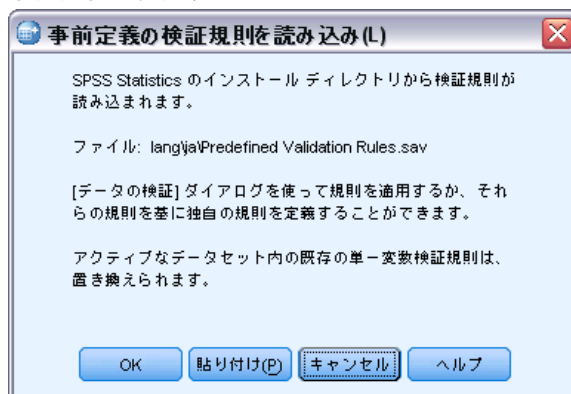 事前定義の検証規則を読み込み(L)
SPSS Statistics のインストール ディレクトリから検証規則が
読み込まれます。
ファイル: lang\ja\Predefined Validation Rules.sav
[データの検証] ダイアログを使って規則を適用するか、それ
らの規則を基に独自の規則を定義することができます。
アクティブなデータセット内の既存の単一変数検証規則は、
置き換えられます。
OK 貼り付け(P) キャンセル ヘルプ